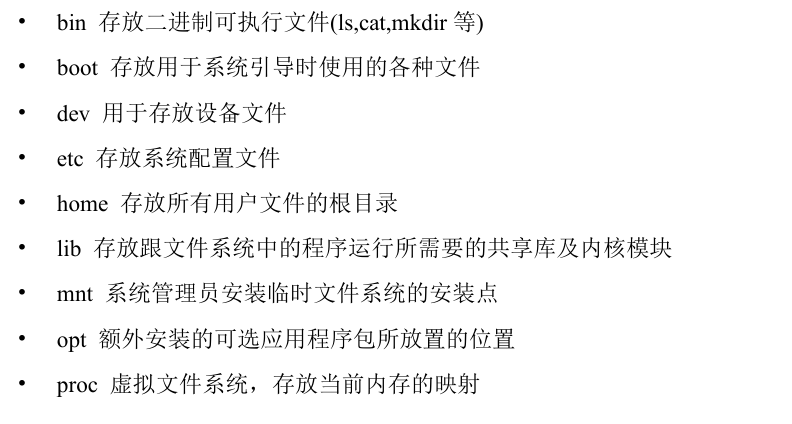 • bin 存放二进制可执行文件(ls,cat,mkdir等)
• boot 存放用于系统引导时使用的各种文件
• dev 用于存放设备文件
• etc 存放系统配置文件
• home 存放所有用户文件的根目录
• lib 存放跟文件系统中的程序运行所需要的共享库及内核模块
• mnt 系统管理员安装临时文件系统的安装点
• opt 额外安装的可选应用程序包所放置的位置
• proc 虚拟文件系统，存放当前内存的映射